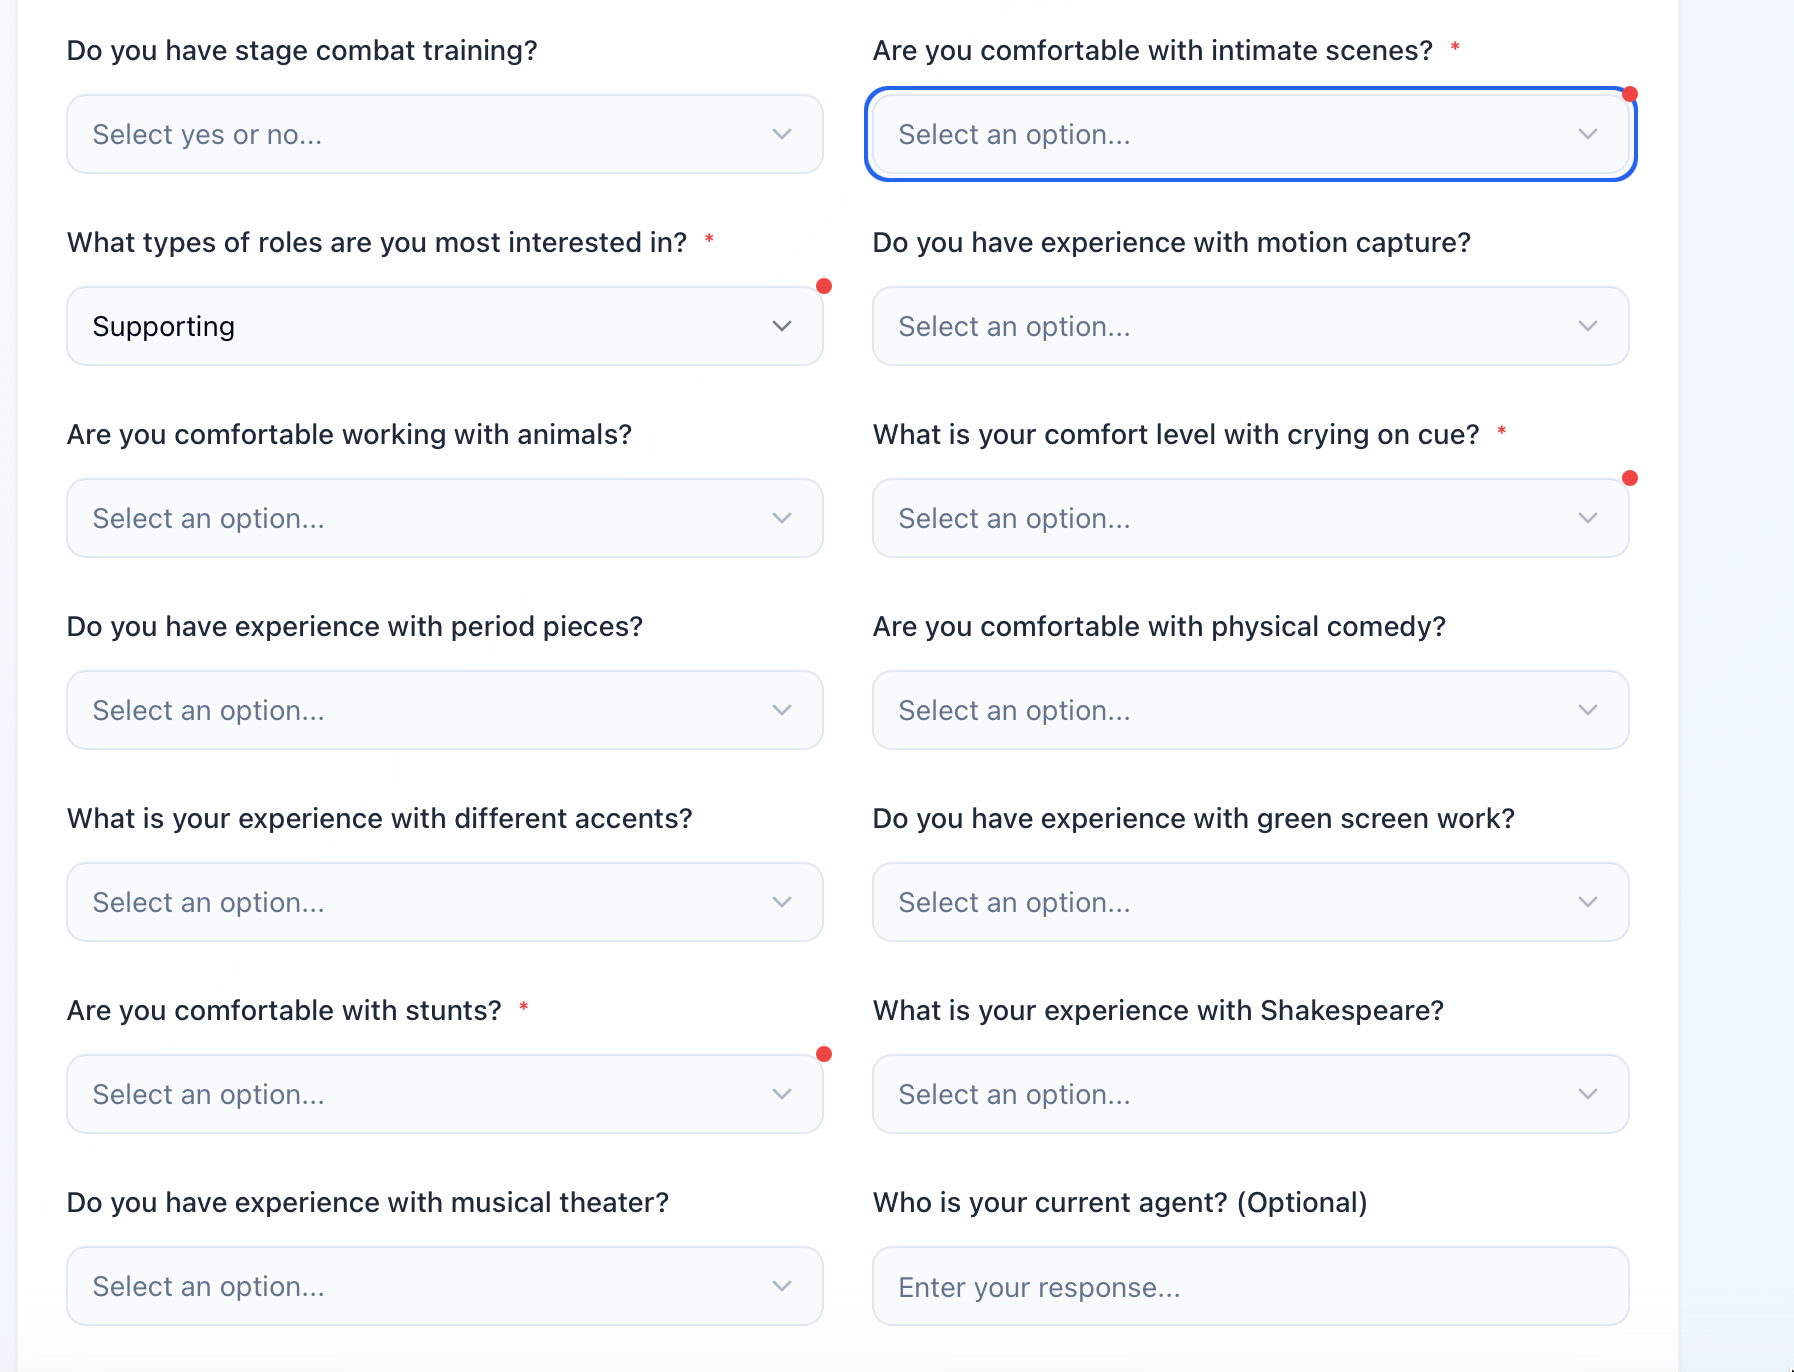 Do you have stage combat training?
Select yes or no...
Are you comfortable with intimate scenes? *
Select an option...
What types of roles are you most interested in? *
Supporting
Do you have experience with motion capture?
Select an option...
Are you comfortable working with animals?
Select an option...
What is your comfort level with crying on cue? *
Select an option...
Do you have experience with period pieces?
Select an option...
Are you comfortable with physical comedy?
Select an option...
What is your experience with different accents?
Select an option...
Do you have experience with green screen work?
Select an option...
Are you comfortable with stunts? *
Select an option...
What is your experience with Shakespeare?
Select an option...
Do you have experience with musical theater?
Select an option...
Who is your current agent? (Optional)
Enter your response...